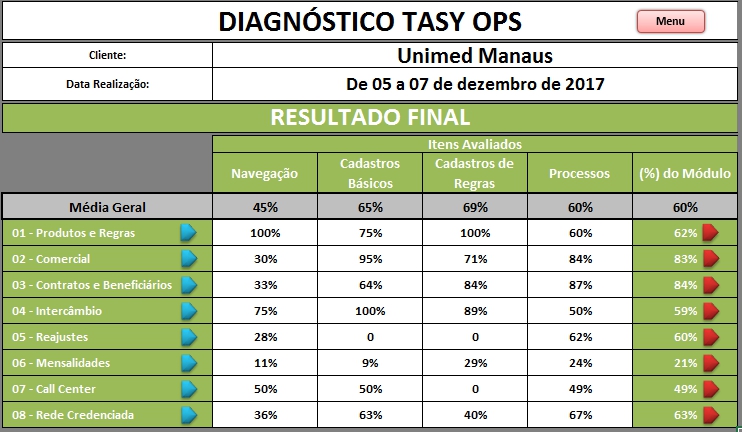 DIAGNÓSTICO TASY OPS
Menu
Cliente: Unimed Manaus
Data Realização: De 05 a 07 de dezembro de 2017
RESULTADO FINAL
Itens Avaliados
Navegação Cadastros Básicos Cadastros de Regras Processos (%) do Módulo
Média Geral 45% 65% 69% 60% 60%
01 - Produtos e Regras 100% 75% 100% 60% 62%
02 - Comercial 30% 95% 71% 84% 83%
03 - Contratos e Beneficiários 33% 64% 84% 87% 84%
04 - Intercâmbio 75% 100% 89% 50% 59%
05 - Reajustes 28% 0 0 62% 60%
06 - Mensalidades 11% 9% 29% 24% 21%
07 - Call Center 50% 50% 0 49% 49%
08 - Rede Credenciada 36% 63% 40% 67% 63%